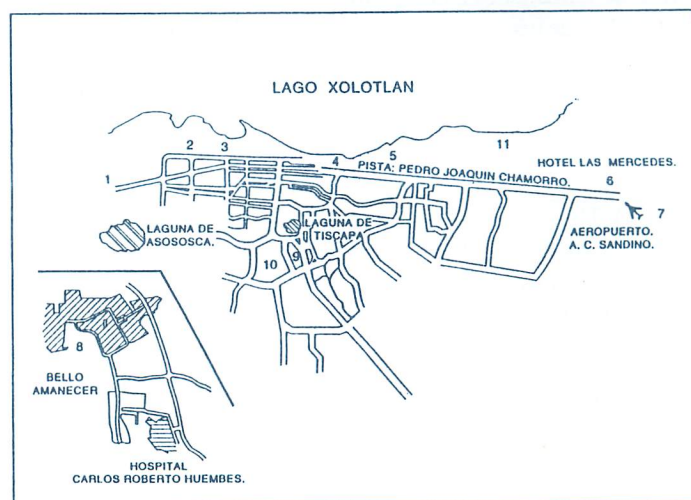 LAGO XOLOTLAN
2
3
11
4
5
PISTA; PEDRO JOAQUIN CHAMORRO.
HOTEL LAS MERCEDES.
1
6
7
LAGUNA DE
ASOSOSCA.
LAGUNA DE
TISCAPA
AEROPUERTO.
A. C. SANDINO.
10
9
8
BELLO
AMANECER
HOSPITAL
CARLOS ROBERTO HUEMBES.